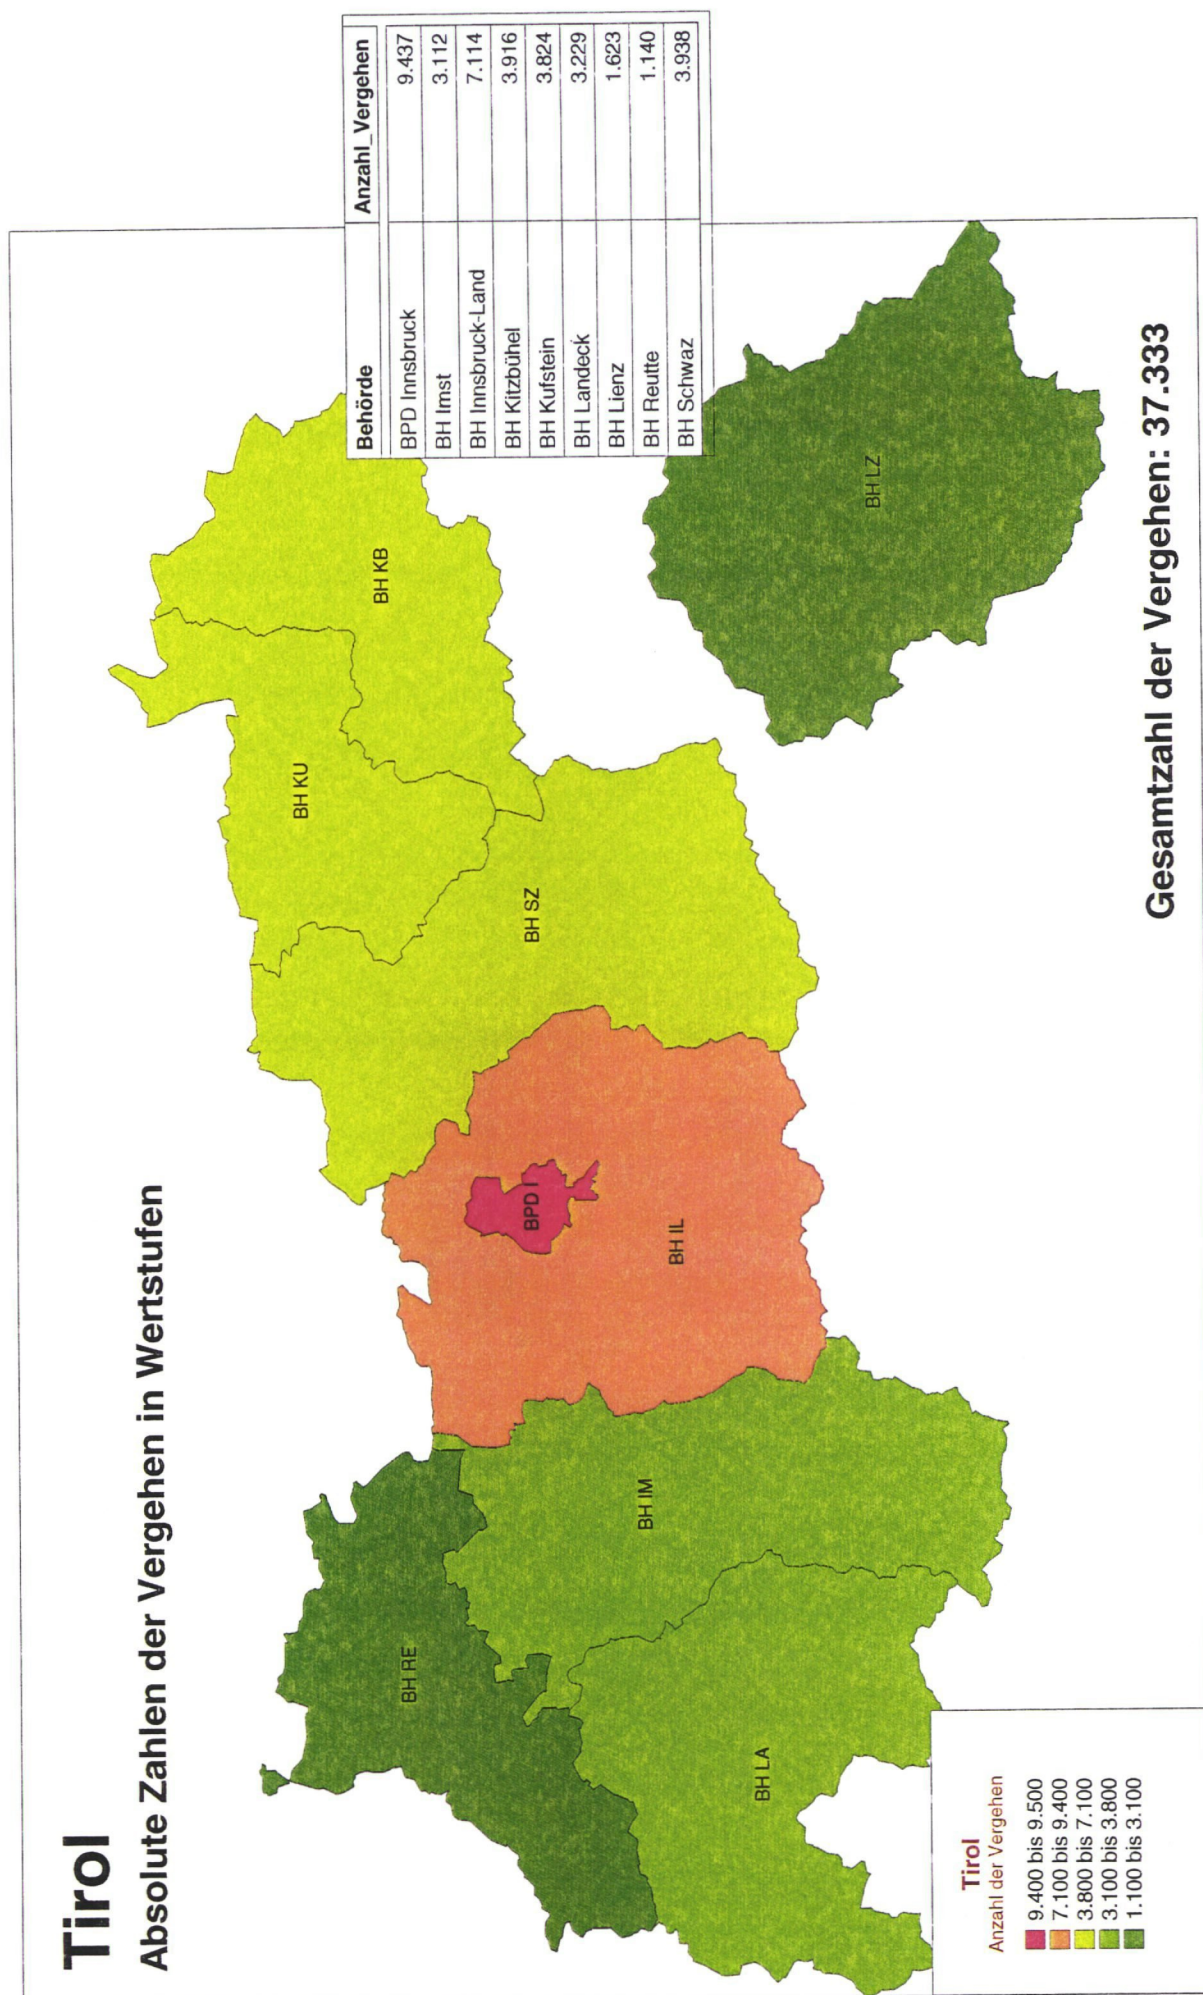 Tirol
Absolute Zahlen der Vergehen in Wertstufen
Behörde Anzahl_Vergehen
BPD Innsbruck 9.437
BH Imst 3.112
BH Innsbruck-Land 7.114
BH Kitzbühel 3.916
BH Kufstein 3.824
BH Landeck 3.229
BH Lienz 1.623
BH Reutte 1.140
BH Schwaz 3.938
BH RE
BH KU
BH KB
BH SZ
BPD I
BH IL
BH IM
BH LA
BH LZ
Tirol
Anzahl der Vergehen
9.400 bis 9.500
7.100 bis 9.400
3.800 bis 7.100
3.100 bis 3.800
1.100 bis 3.100
Gesamtzahl der Vergehen: 37.333